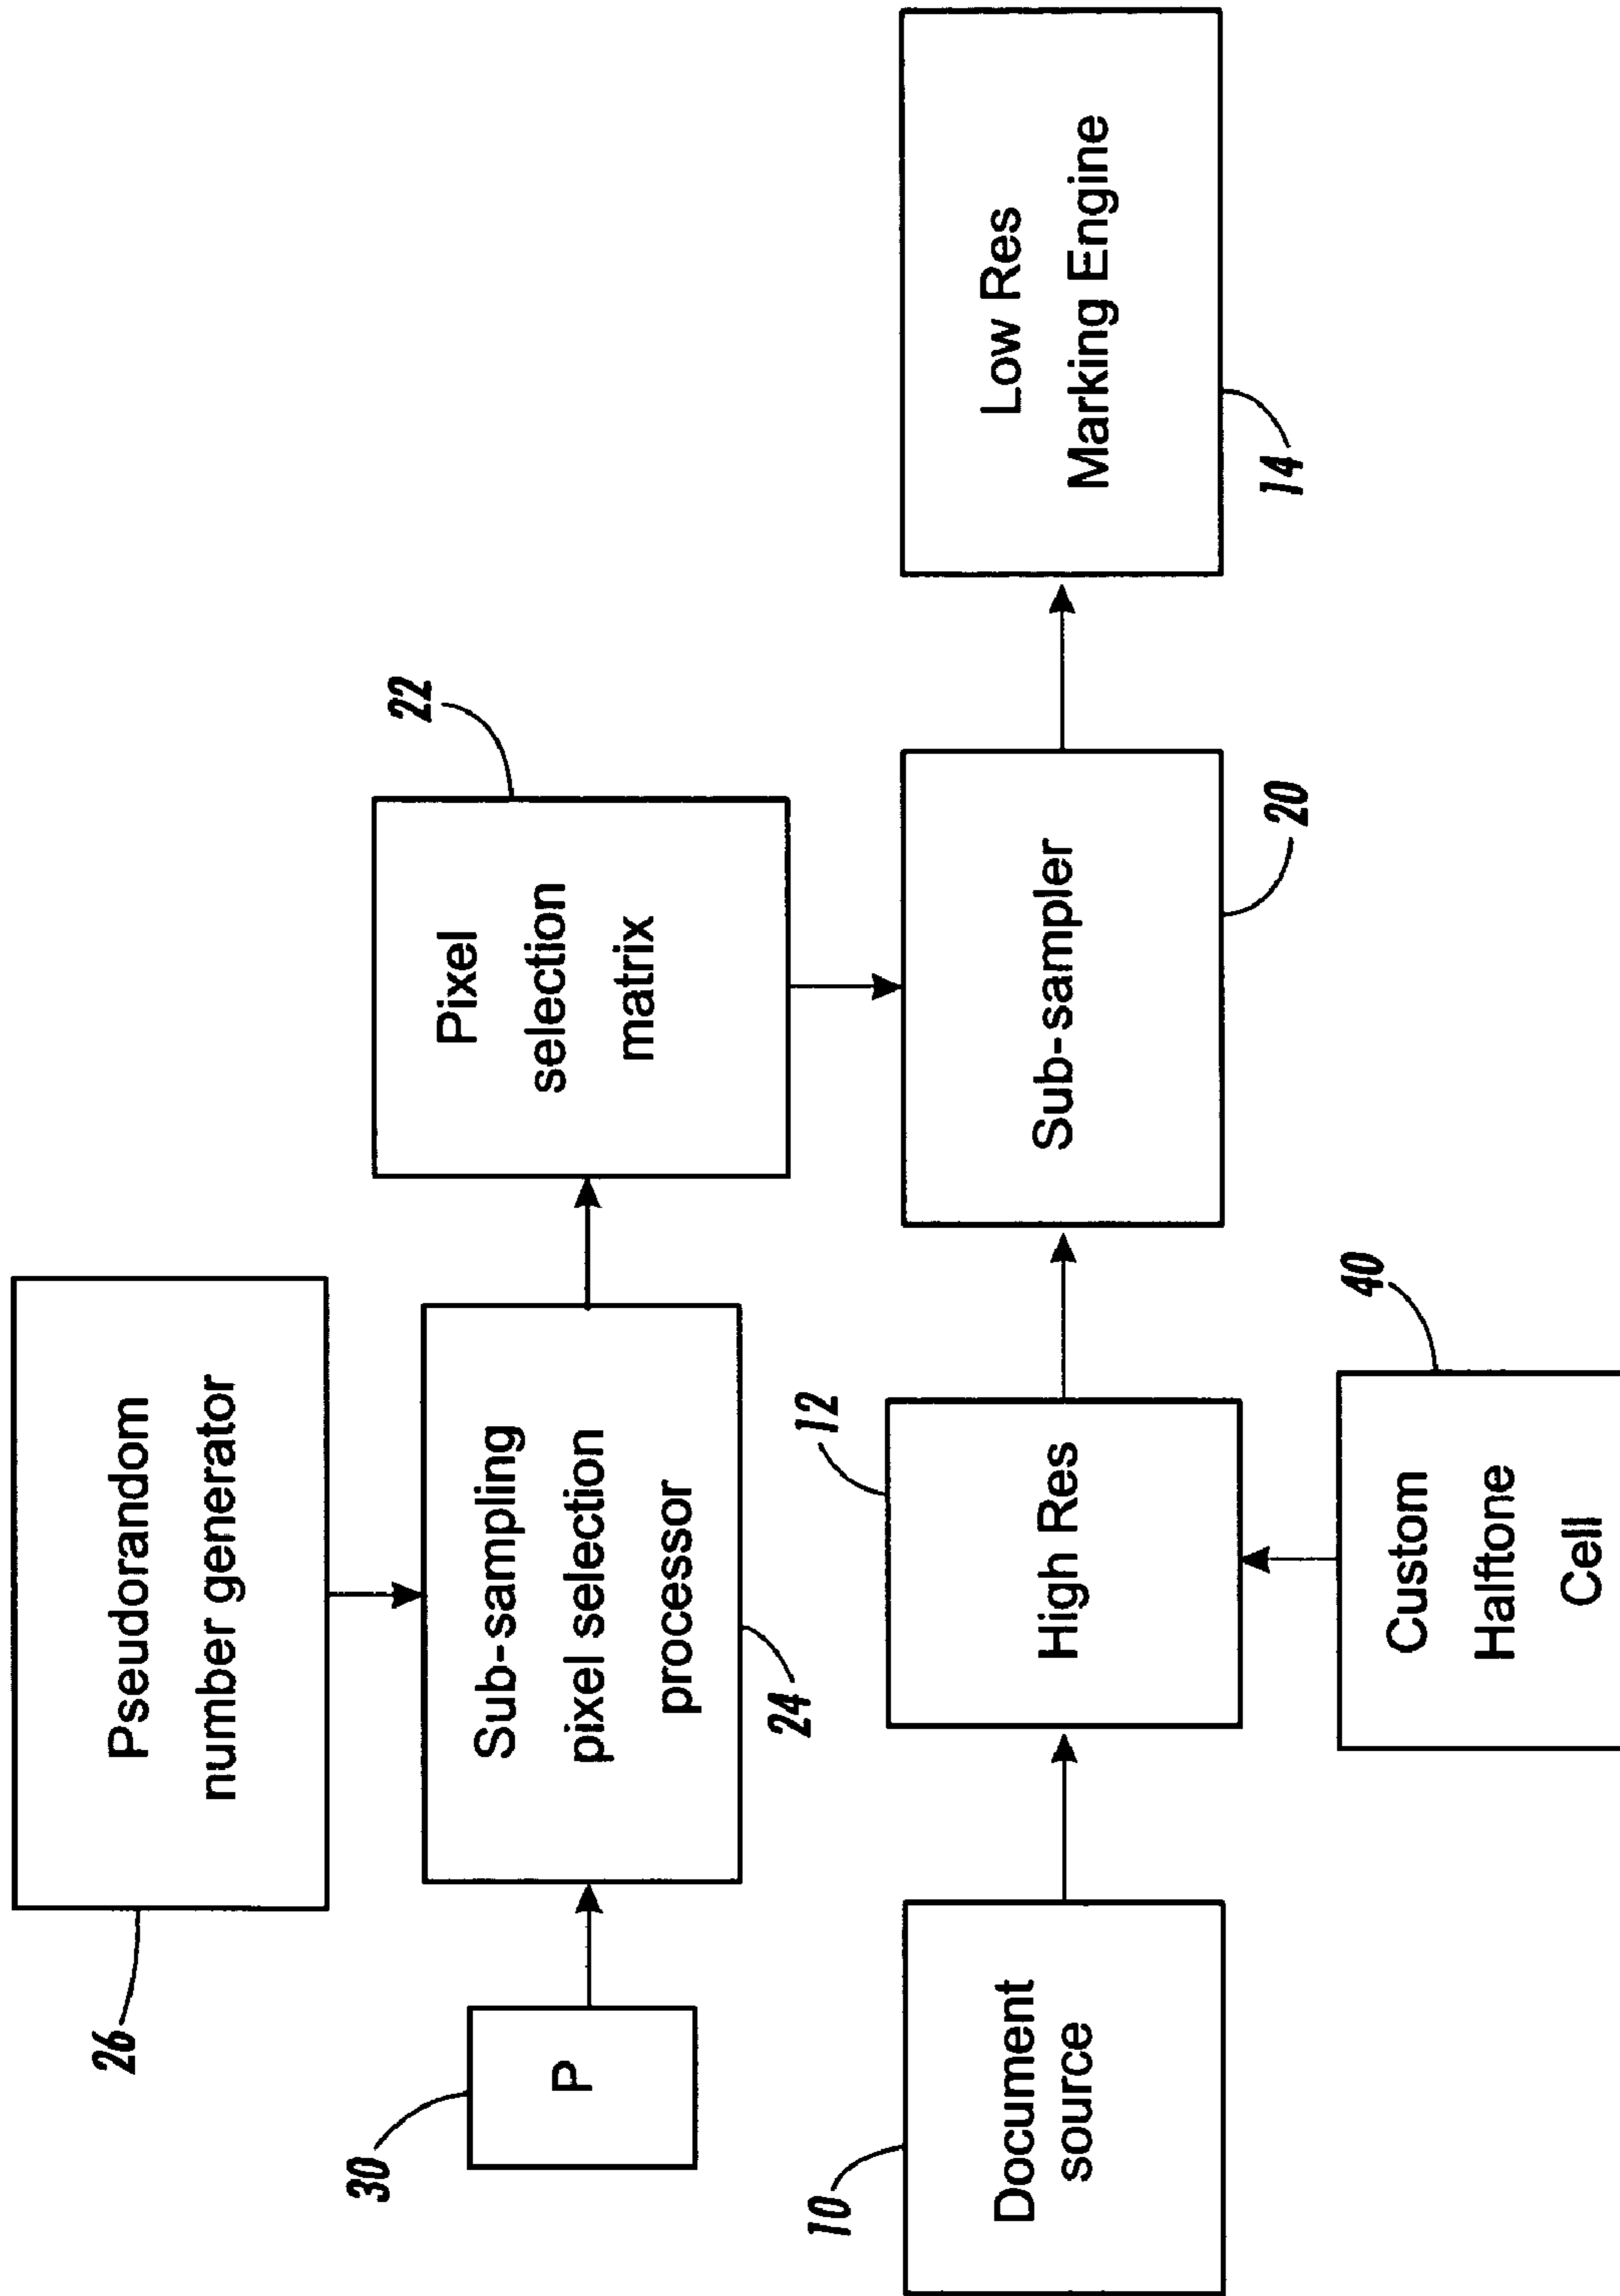 26
Pseudorandom
number generator
30
P
Sub-sampling
pixel selection
processor
24
Pixel
selection
matrix
22
10
Document
source
12
High Res
Custom
Halftone
Cell
40
Sub-sampler
20
Low Res
Marking Engine
14